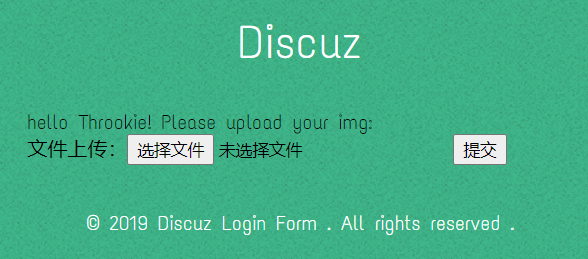 Discuz
hello Throokie! Please upload your img:
文件上传： 选择文件 未选择文件 提交
© 2019 Discuz Login Form . All rights reserved .